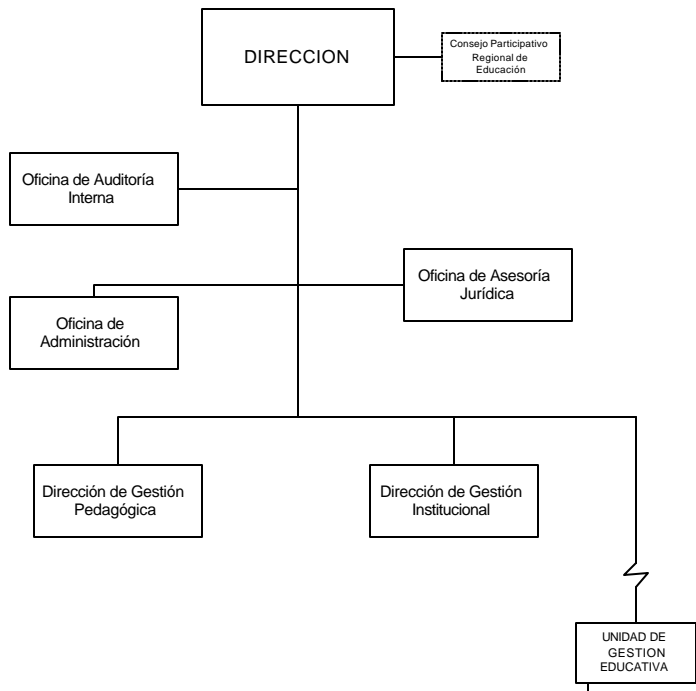 DIRECCION
Consejo Participativo
Regional de
Educación
Oficina de Auditoría
Interna
Oficina de Asesoría
Jurídica
Oficina de
Administración
Dirección de Gestión
Pedagógica
Dirección de Gestión
Institucional
UNIDAD DE
GESTION
EDUCATIVA